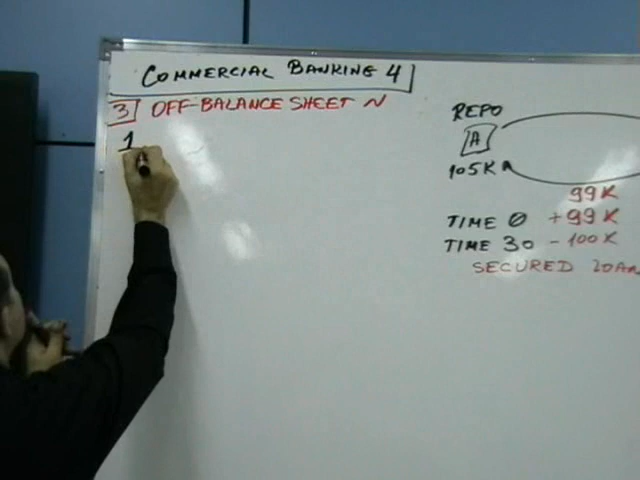 COMMERCIAL BANKING 4
3 OFF-BALANCE SHEET N
1
REPO
A
105K
99K
TIME 0 +99K
TIME 30 -100K
SECURED LOAN